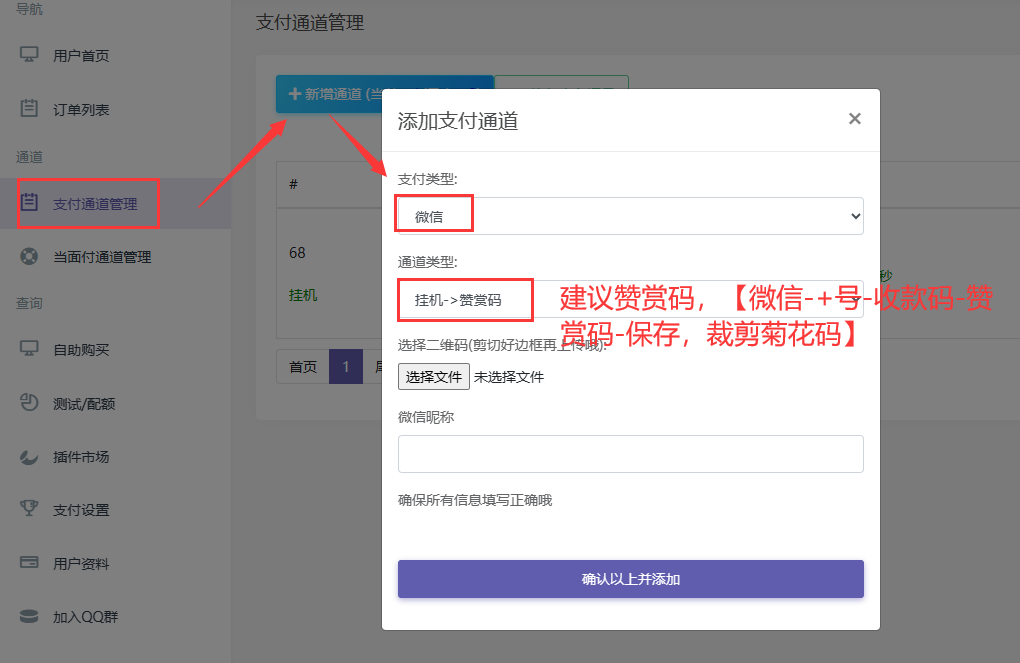 导航
用户首页
订单列表
通道
支付通道管理
当面付通道管理
查询
自助购买
测试/配额
插件市场
支付设置
用户资料
加入QQ群
支付通道管理
新增通道 (当
#
68
挂机
秒
首页
1
添加支付通道
×
支付类型:
微信
通道类型:
挂机->赞赏码
建议赞赏码，【微信-+号-收款码-赞
赏码-保存，裁剪菊花码】
选择二维码(剪切好边框再上传哦):
选择文件 未选择文件
微信昵称
确保所有信息填写正确哦
确认以上并添加